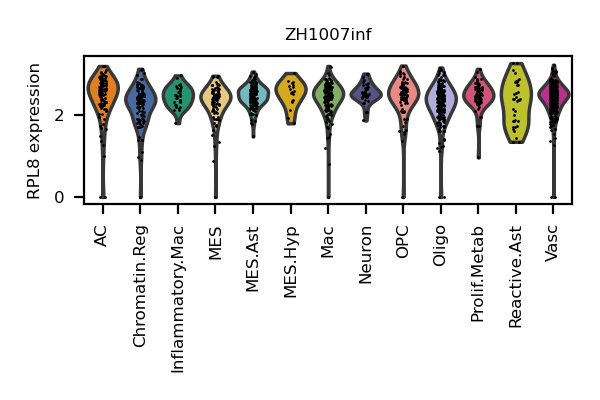 ZH1007inf
RPL8 expression
2
0
AC
Chromatin.Reg
Inflammatory.Mac
MES
MES.Ast
MES.Hyp
Mac
Neuron
OPC
Oligo
Prolif.Metab
Reactive.Ast
Vasc